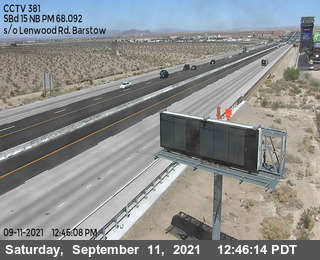 CCTV 381
SBd 15 NB PM 68.092
s/o Lenwood Rd. Barstow
09-11-2021 12:46:08 PM
Saturday, September 11, 2021 12:46:14 PDT